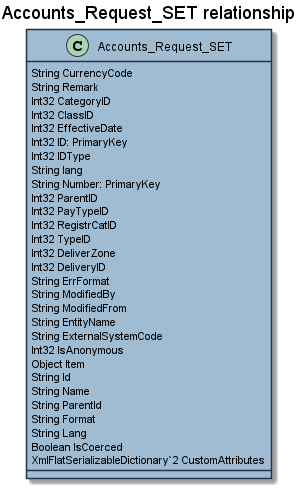 Accounts_Request_SET relationship
C Accounts_Request_SET
String CurrencyCode
String Remark
Int32 CategoryID
Int32 ClassID
Int32 EffectiveDate
Int32 ID: PrimaryKey
Int32 IDType
String lang
String Number: PrimaryKey
Int32 ParentID
Int32 PayTypeID
Int32 RegistrCatID
Int32 TypeID
Int32 DeliverZone
Int32 DeliveryID
String ErrFormat
String ModifiedBy
String ModifiedFrom
String EntityName
String ExternalSystemCode
Int32 IsAnonymous
Object Item
String Id
String Name
String ParentId
String Format
String Lang
Boolean IsCoerced
XmlFlatSerializableDictionary`2 CustomAttributes